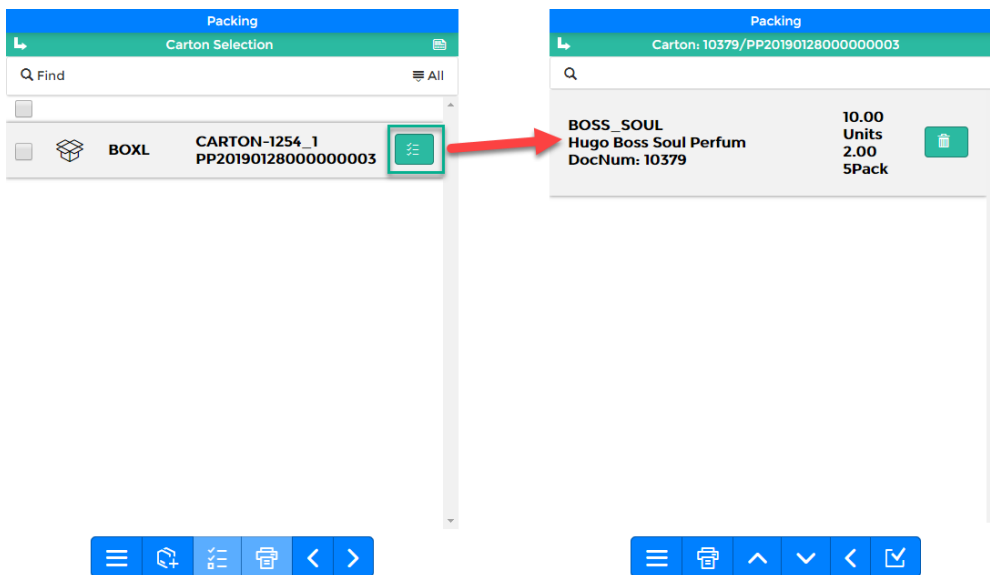 Packing
Carton Selection
Find
All
BOXL
CARTON-1254_1
PP20190128000000003
Packing
Carton: 10379/PP20190128000000003
BOSS_SOUL
Hugo Boss Soul Perfum
DocNum: 10379
10.00
Units
2.00
5Pack